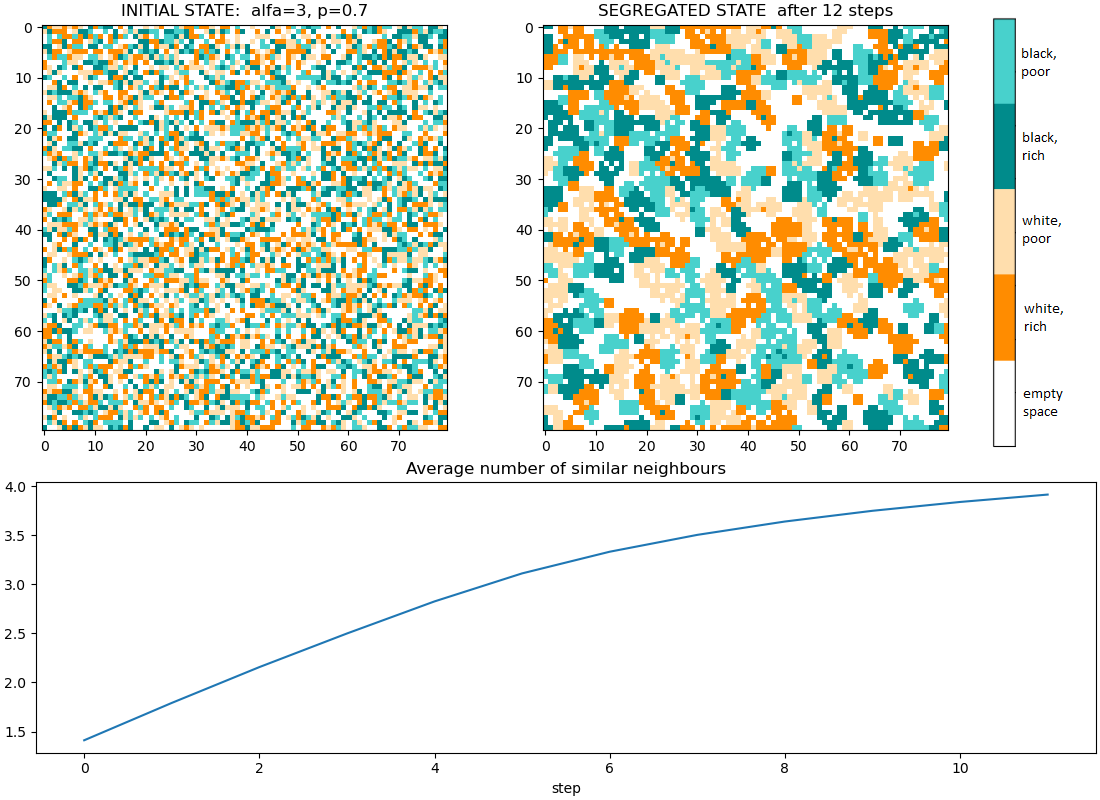 INITIAL STATE:  alfa=3, p=0.7
0
10
20
30
40
50
60
70
0 10 20 30 40 50 60 70
SEGREGATED STATE  after 12 steps
0
10
20
30
40
50
60
70
0 10 20 30 40 50 60 70
black,
poor
black,
rich
white,
poor
white,
rich
empty
space
Average number of similar neighbours
4.0
3.5
3.0
2.5
2.0
1.5
0 2 4 6 8 10
step